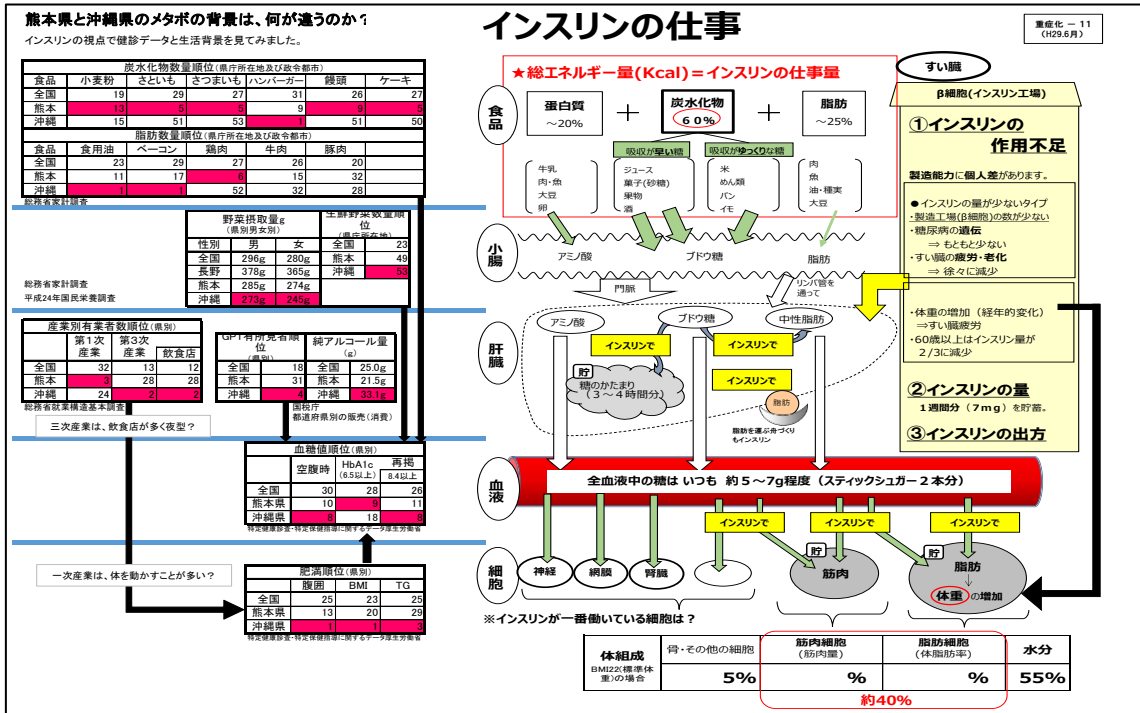 熊本県と沖縄県のメタボの背景は、何が違うのか?
インスリンの視点で健診データと生活背景を見てみました。
炭水化物数量順位(県庁所在地及び政令都市)
食品 小麦粉 さといも さつまいも ハンバーガー 饅頭 ケーキ
全国 19 29 27 31 26 27
熊本 13 5 5 9 9 5
沖縄 15 51 53 1 51 50
脂肪数量順位(県庁所在地及び政令都市)
食品 食用油 ベーコン 鶏肉 牛肉 豚肉
全国 23 29 27 26 20
熊本 11 17 6 15 32
沖縄 1 1 52 32 28
総務省家計調査
野菜摂取量g
(県別男女別)
性別 男 女
全国 296g 280g
長野 378g 365g
熊本 285g 274g
沖縄 273g 245g
生鮮野菜数量順位
(県庁所在地)
全国 23
熊本 49
沖縄 53
総務省家計調査
平成24年国民栄養調査
産業別有業者数順位(県別)
第1次産業 第3次産業 飲食店
全国 32 13 12
熊本 3 28 28
沖縄 24 2 2
総務省就業構造基本調査
GPT有所見者順位
(県別)
全国 18
熊本 31
沖縄 4
純アルコール量
(g)
全国 25.0g
熊本 21.5g
沖縄 33.1g
国税庁
都道府県別の販売(消費)
三次産業は、飲食店が多く夜型?
血糖値順位(県別)
空腹時 HbA1c (6.5以上) 再掲 8.4以上
全国 30 28 26
熊本県 10 9 11
沖縄県 8 18 8
特定健康診査・特定保健指導に関するデータ厚生労働省
一次産業は、体を動かすことが多い?
肥満順位(県別)
腹囲 BMI TG
全国 25 23 25
熊本県 13 20 29
沖縄県 1 1 3
特定健康診査・特定保健指導に関するデータ厚生労働省
インスリンの仕事
重症化 − 11
(H29.6月)
★総エネルギー量(Kcal)=インスリンの仕事量
食品
蛋白質
~20%
+
炭水化物
60%
+
脂肪
~25%
吸収が早い糖
吸収がゆっくりな糖
牛乳
肉・魚
大豆
卵
ジュース
菓子(砂糖)
果物
酒
米
めん類
パン
イモ
肉
魚
油・種実
大豆
小腸
アミノ酸
ブドウ糖
脂肪
門脈
リンパ管を
通って
肝臓
アミノ酸
ブドウ糖
中性脂肪
インスリンで
インスリンで
貯
糖のかたまり
(3~4時間分)
脂肪
脂肪を運ぶ舟づくり
もインスリン
血液
全血液中の糖は いつも 約5~7g程度(スティックシュガー2本分)
インスリンで
インスリンで
インスリンで
細胞
神経
網膜
腎臓
貯
筋肉
貯
脂肪
↓
体重 の増加
※インスリンが一番働いている細胞は?
体組成
BMI22(標準体重)の場合
骨・その他の細胞
5%
筋肉細胞
(筋肉量)
%
脂肪細胞
(体脂肪率)
%
水分
55%
約40%
すい臓
β細胞(インスリン工場)
①インスリンの
作用不足
製造能力に個人差があります。
●インスリンの量が少ないタイプ
・製造工場(β細胞)の数が少ない
・糖尿病の遺伝
⇒ もともと少ない
・すい臓の疲労・老化
⇒ 徐々に減少
・体重の増加(経年的変化)
⇒すい臓疲労
・60歳以上はインスリン量が
2/3に減少
②インスリンの量
1週間分(7mg)を貯蓄。
③インスリンの出方